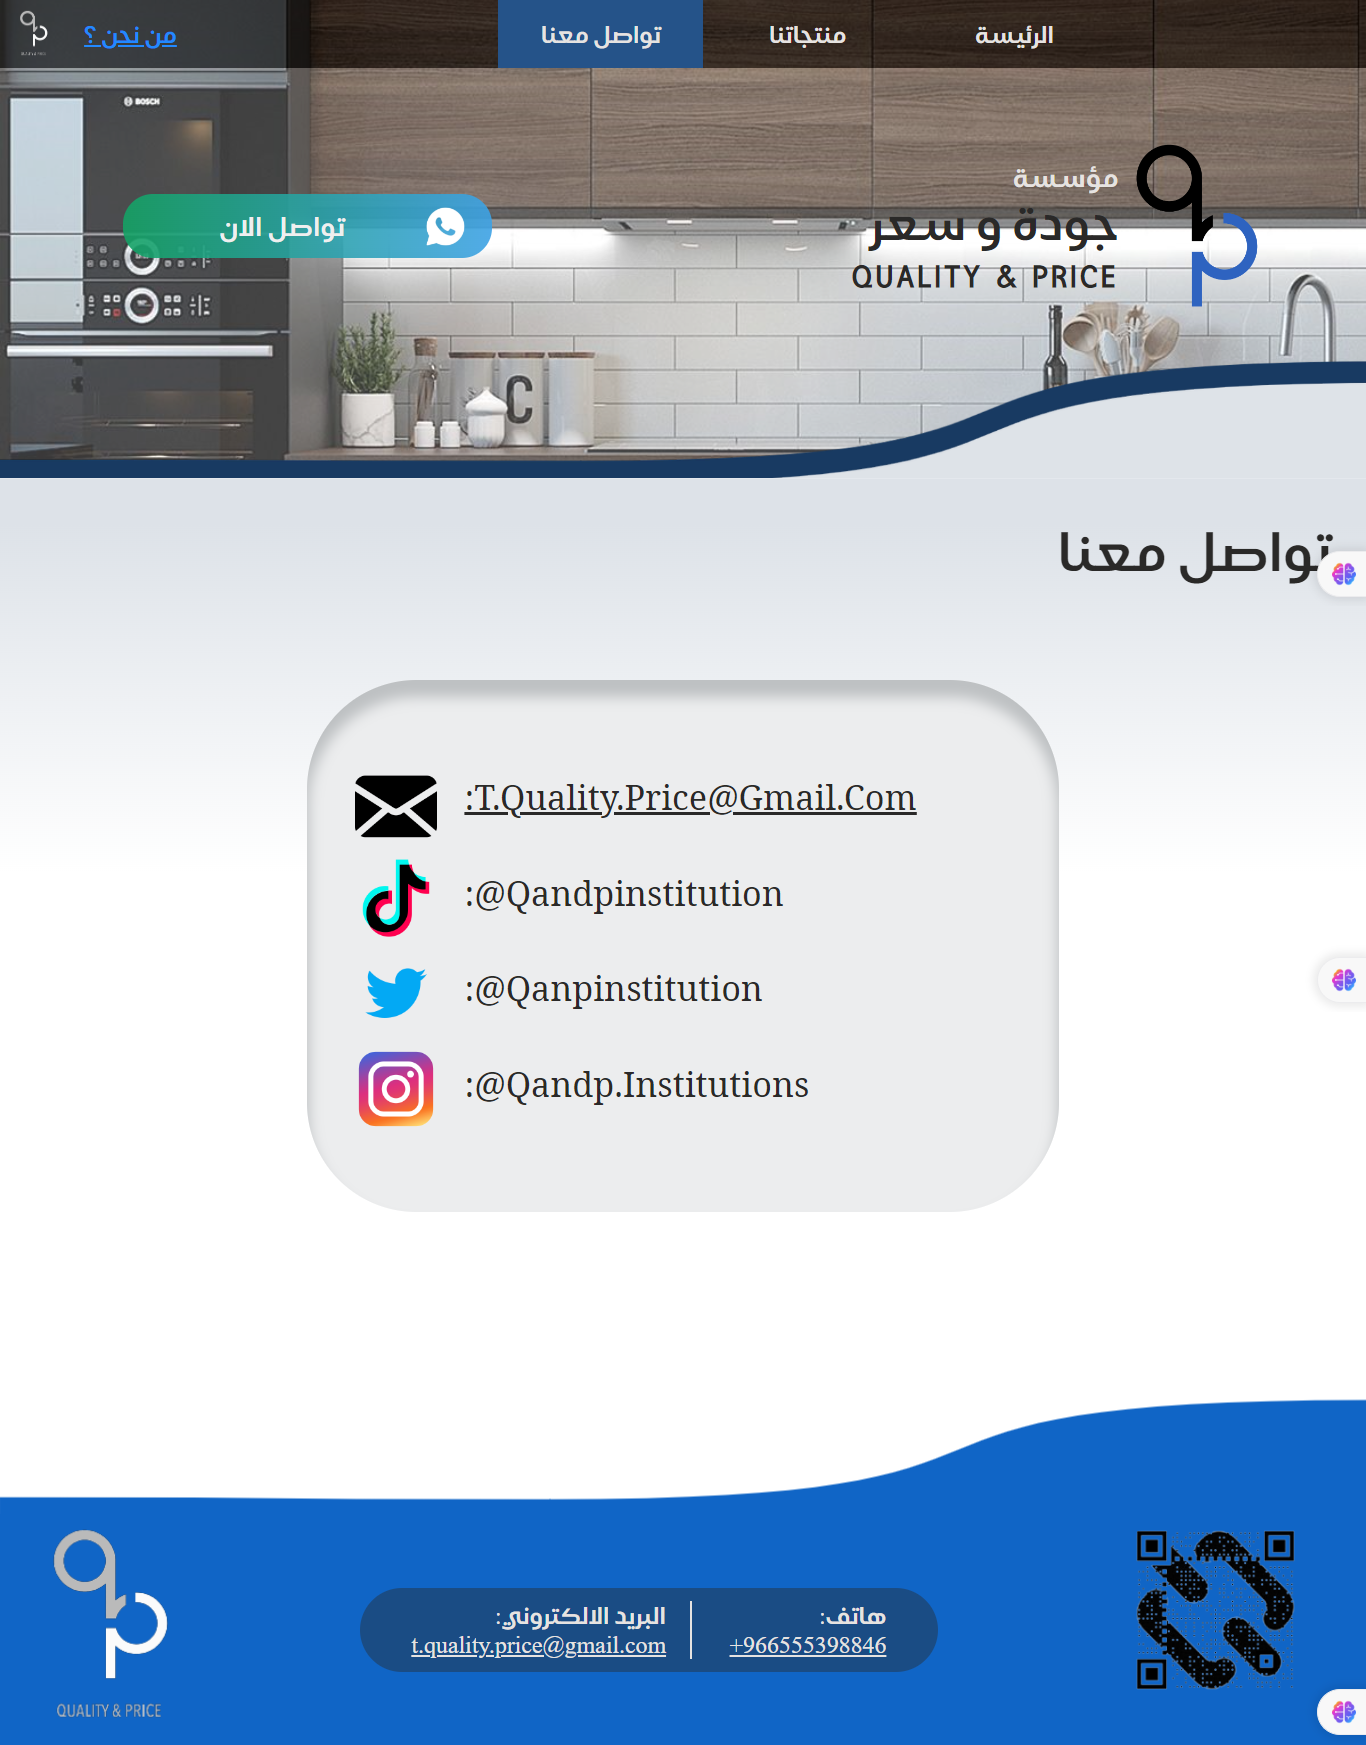 الرئيسة
منتجاتنا
تواصل معنا
من نحن ؟
BOSCH
مؤسسة
جودة و سعر
QUALITY & PRICE
تواصل الان
C
تواصل معنا
:T.Quality.Price@Gmail.Com
:@Qandpinstitution
:@Qanpinstitution
:@Qandp.Institutions
هاتف:
+966555398846
البريد الالكتروني:
t.quality.price@gmail.com
QUALITY & PRICE